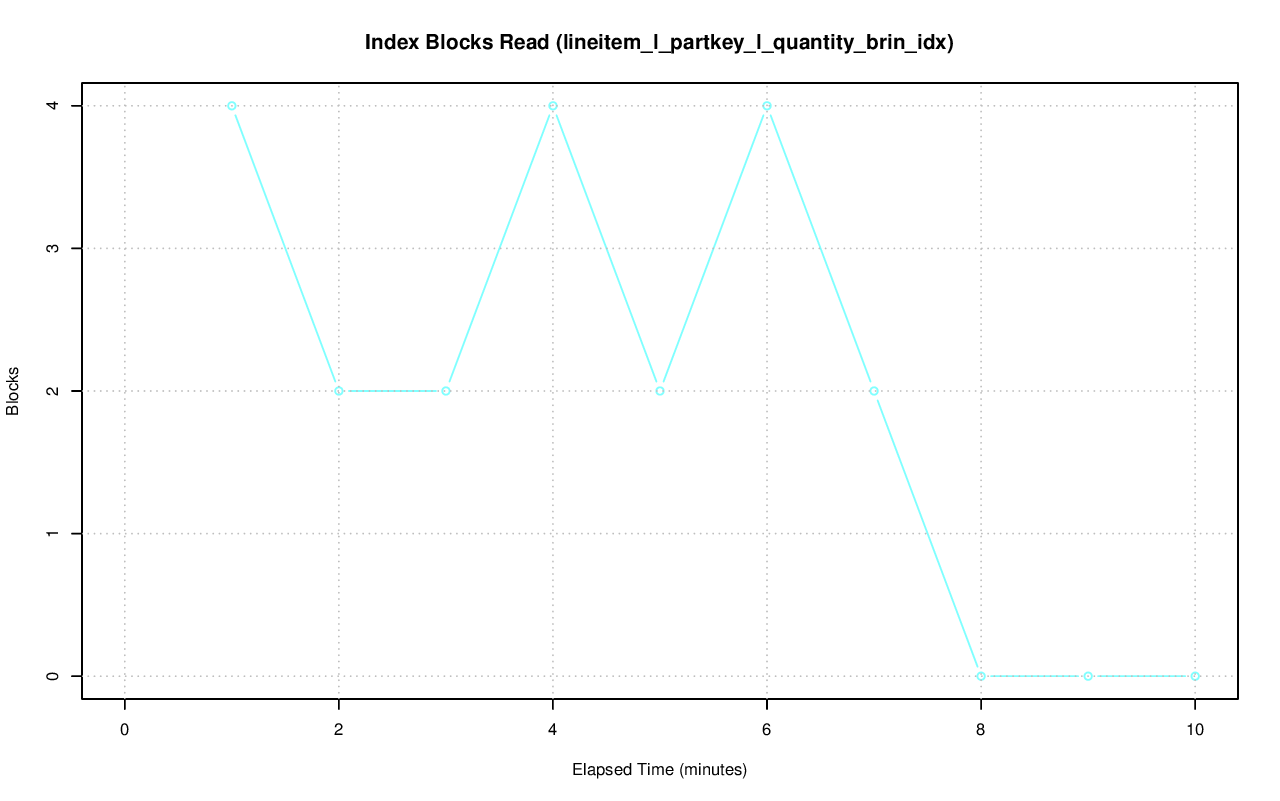 Index Blocks Read (lineitem_l_partkey_l_quantity_brin_idx)
4
3
2
1
0
Blocks
0 2 4 6 8 10
Elapsed Time (minutes)